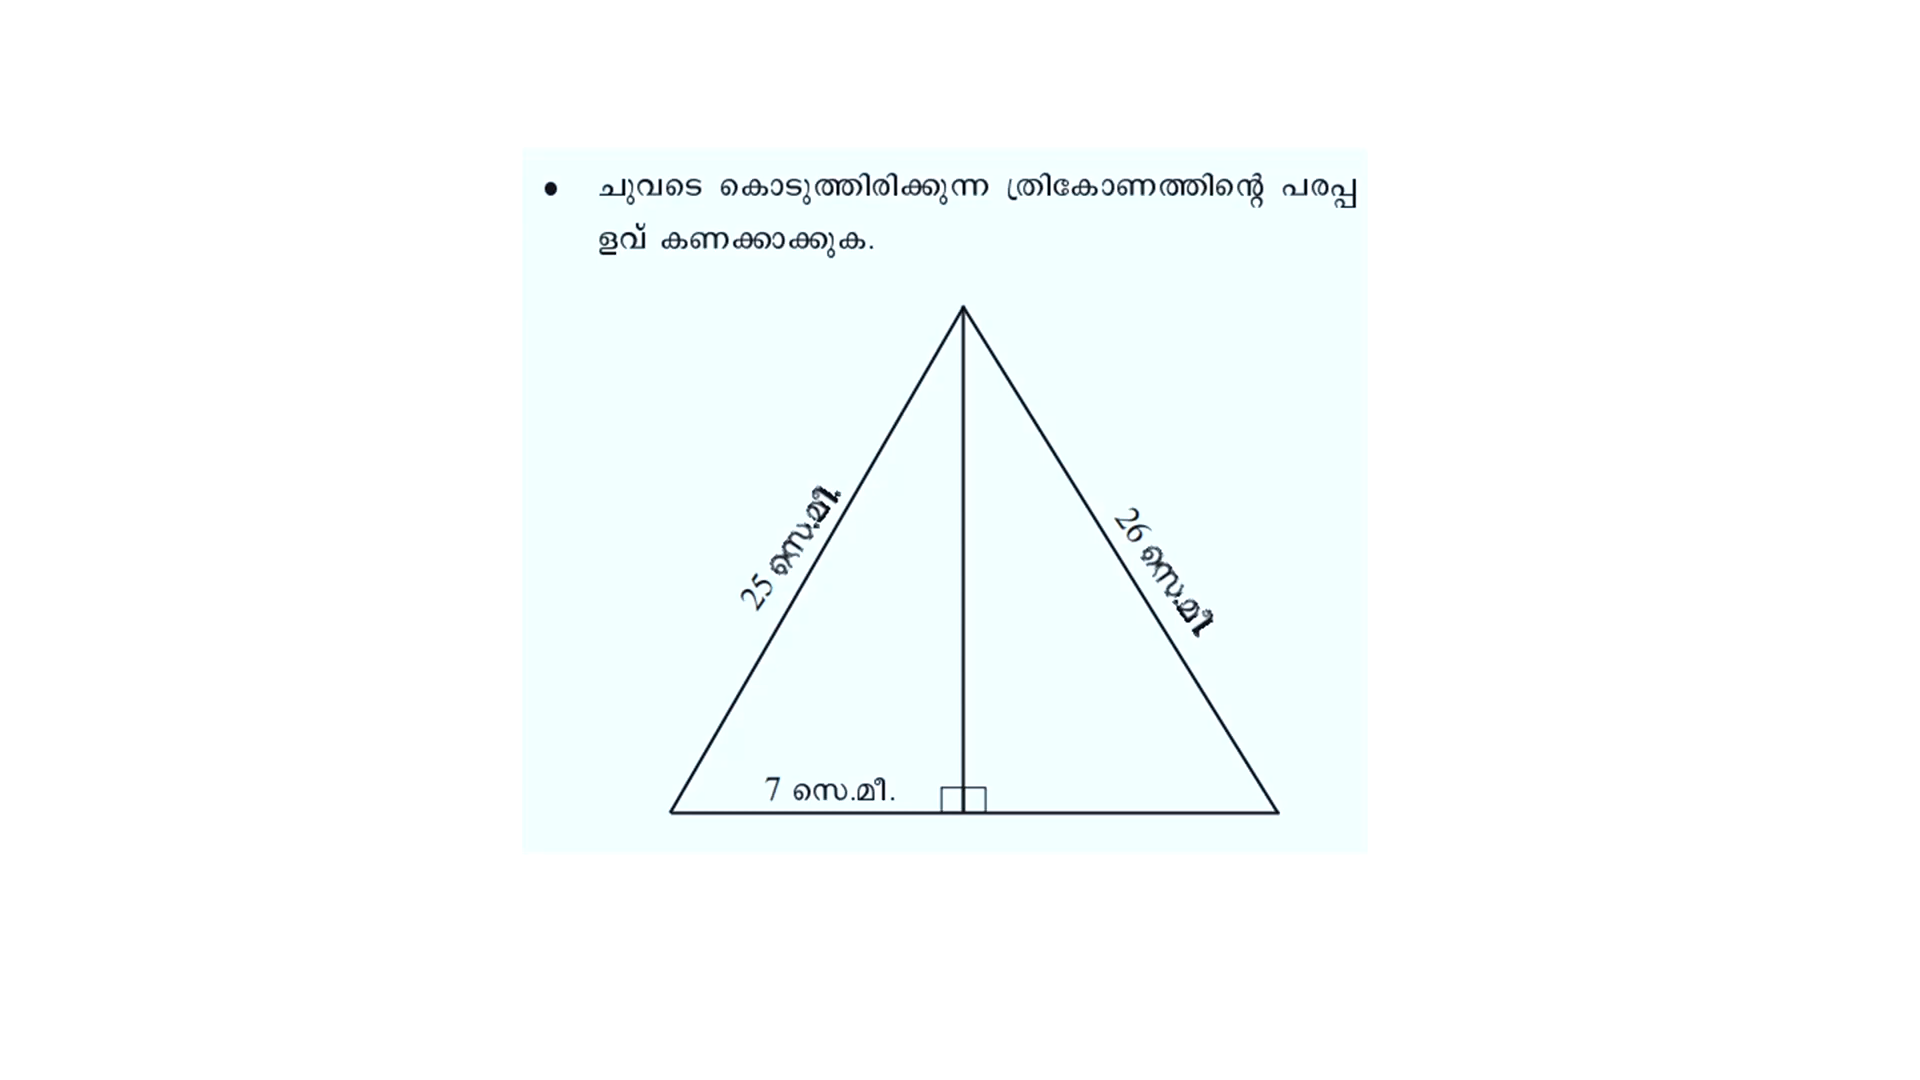 ● ചുവടെ കൊടുത്തിരിക്കുന്ന ത്രികോണത്തിന്റെ പരപ്പ
ളവ് കണക്കാക്കുക.
25 സെ.മീ.
26 സെ.മീ
7 സെ.മീ.